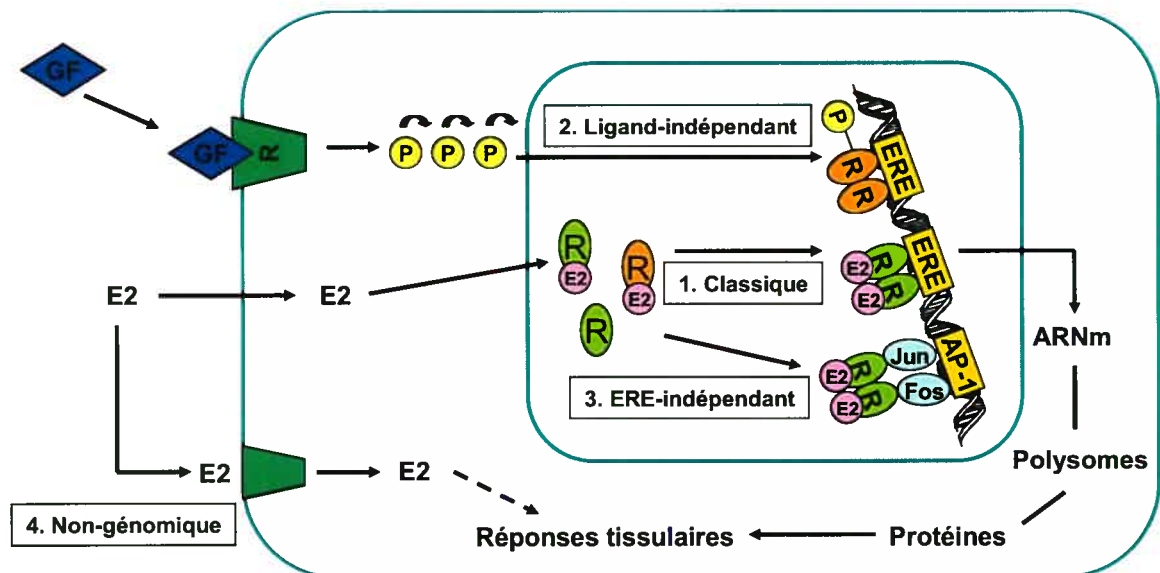 GF
GF
R
P
P
P
2. Ligand-indépendant
P
R
R
ERE
E2
E2
R
E2
R
E2
R
1. Classique
E2
R
E2
R
ERE
3. ERE-indépendant
E2
R
E2
R
Jun
Fos
AP-1
ARNm
Polysomes
Protéines
E2
E2
4. Non-génomique
Réponses tissulaires